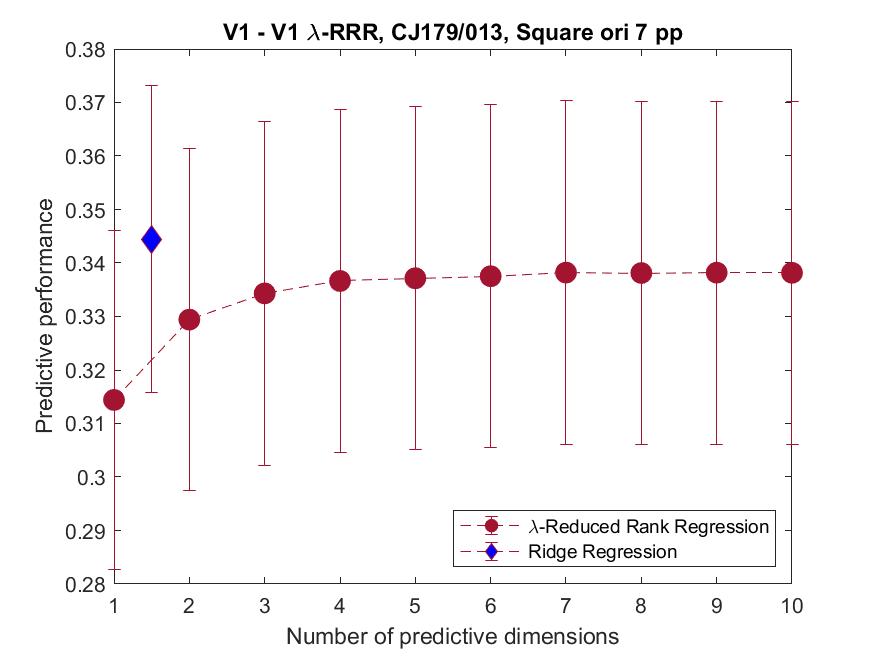 V1 - V1 λ-RRR, CJ179/013, Square ori 7 pp
0.38
0.37
0.36
0.35
0.34
0.33
0.32
0.31
0.3
0.29
0.28
Predictive performance
λ-Reduced Rank Regression
Ridge Regression
1 2 3 4 5 6 7 8 9 10
Number of predictive dimensions